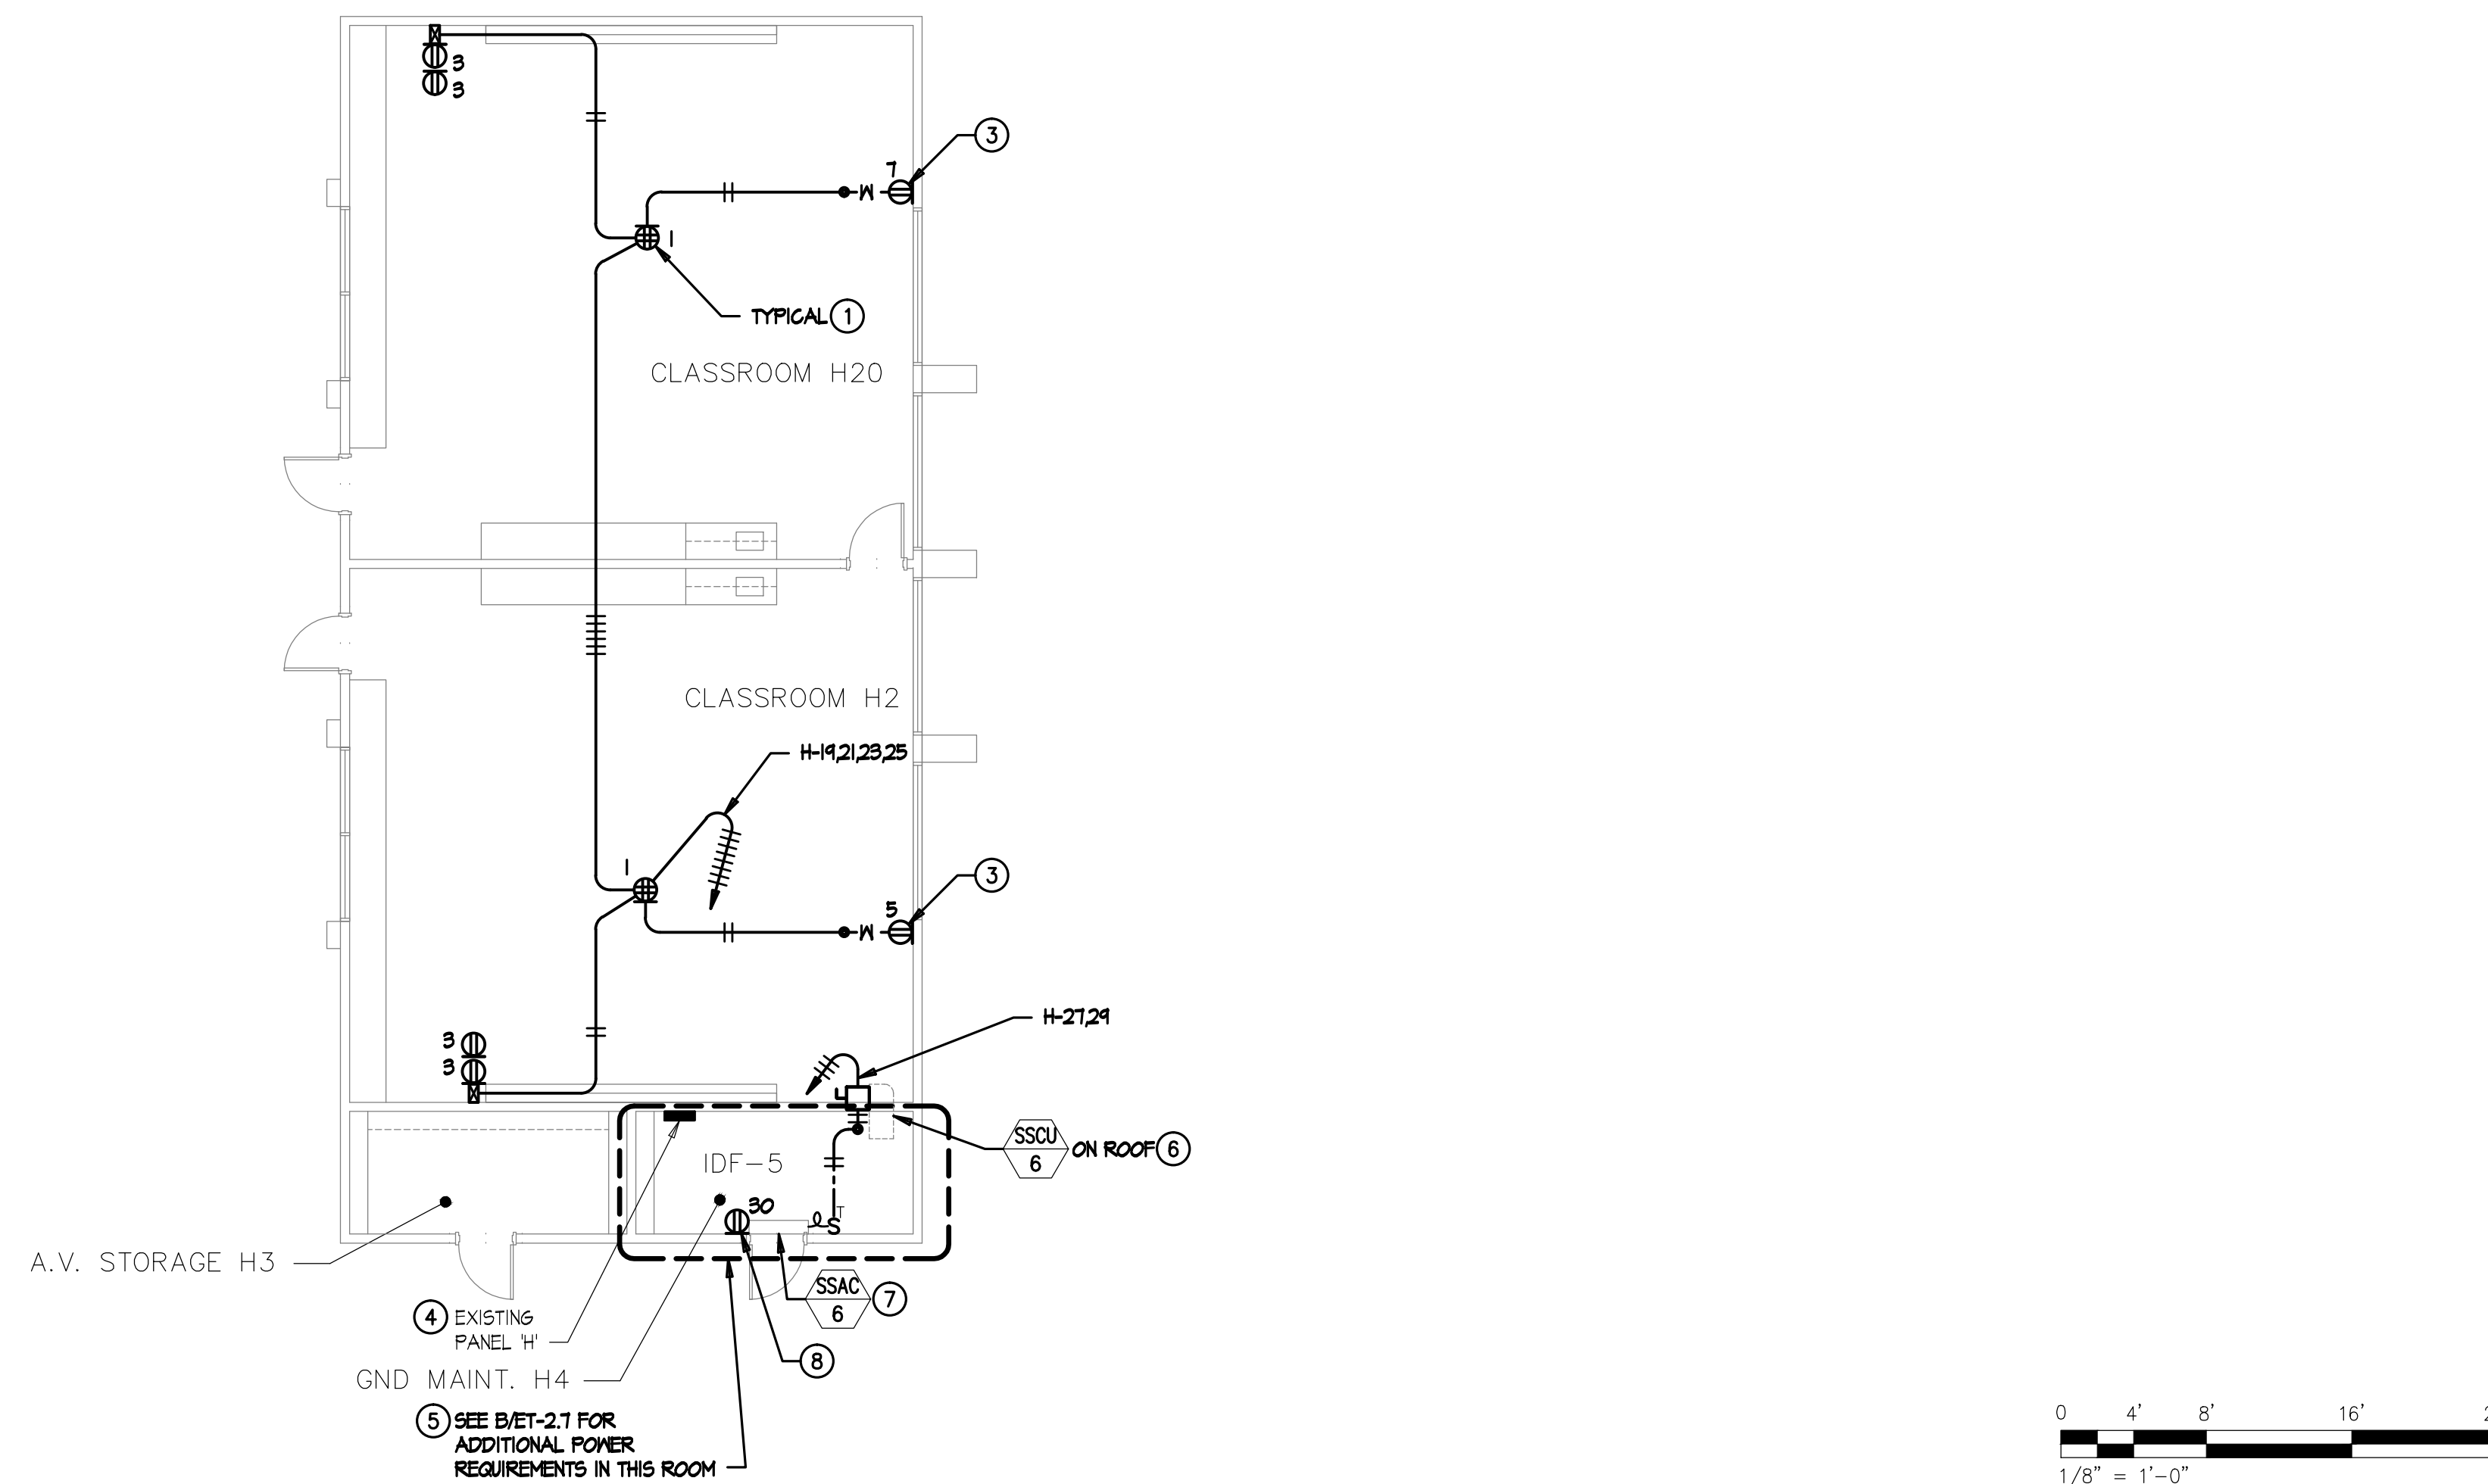 3
3
3
7
W
1
TYPICAL 1
CLASSROOM H20
CLASSROOM H2
H-19,21,23,25
1
3
5
W
3
3
H-27,29
SSCU
6
ON ROOF 6
IDF-5
30
T
S
A.V. STORAGE H3
SSAC
6
7
4 EXISTING
PANEL 'H'
8
GND MAINT. H4
5 SEE B/ET-2.7 FOR
ADDITIONAL POWER
REQUIREMENTS IN THIS ROOM
0 4' 8' 16'
1/8" = 1'-0"